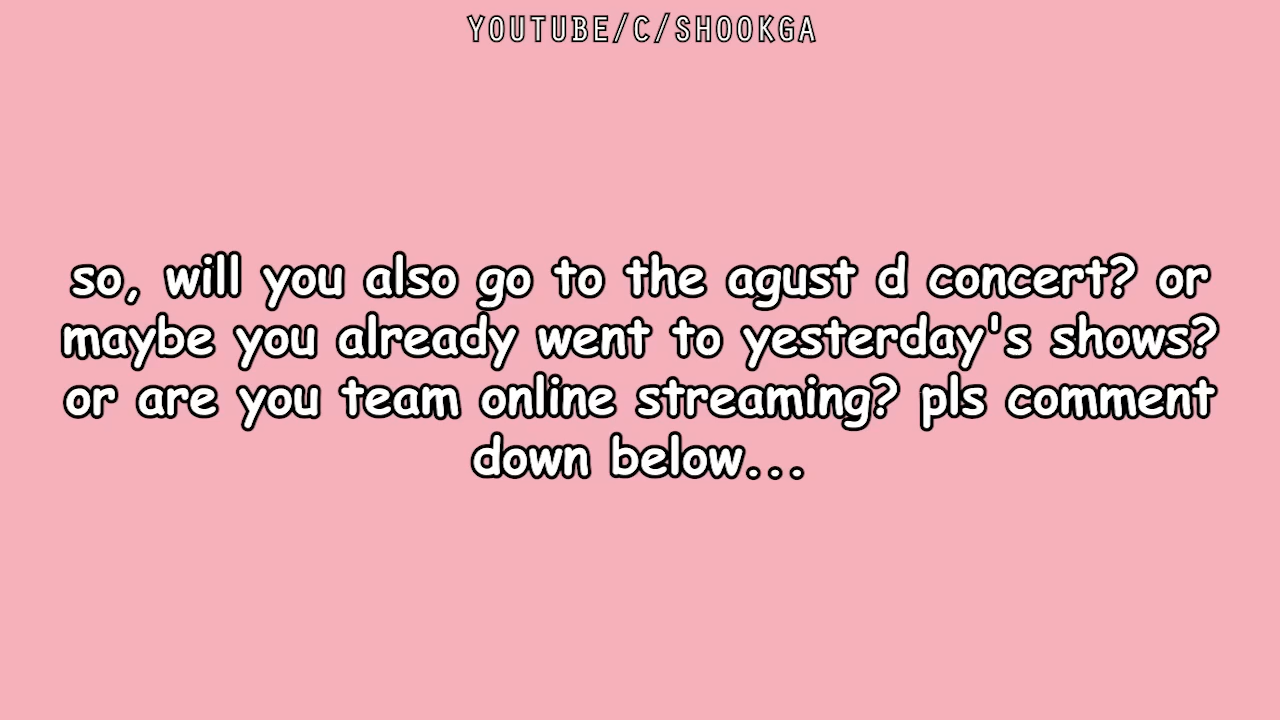 YOUTUBE/C/SHOOKGA
so, will you also go to the agust d concert? or
maybe you already went to yesterday's shows?
or are you team online streaming? pls comment
down below...